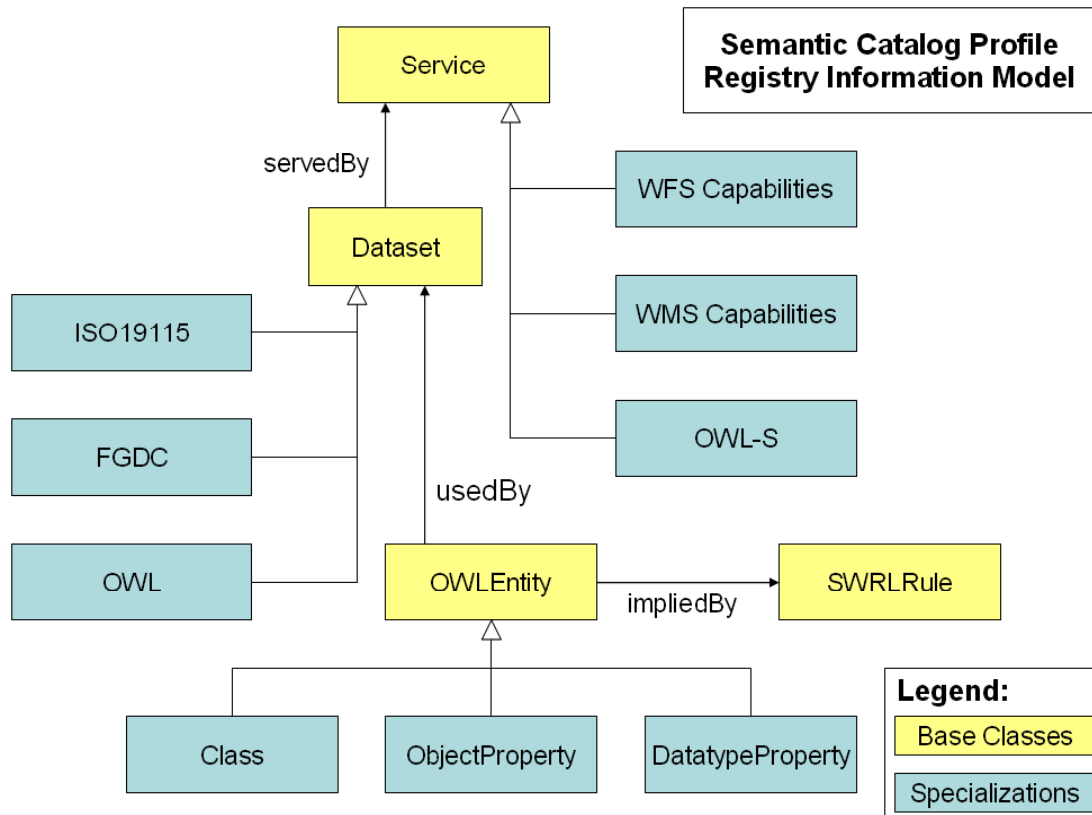 Semantic Catalog Profile
Registry Information Model
Service
servedBy
WFS Capabilities
Dataset
WMS Capabilities
ISO19115
FGDC
OWL-S
usedBy
OWL
OWLEntity
impliedBy
SWRLRule
Class
ObjectProperty
DatatypeProperty
Legend:
Base Classes
Specializations